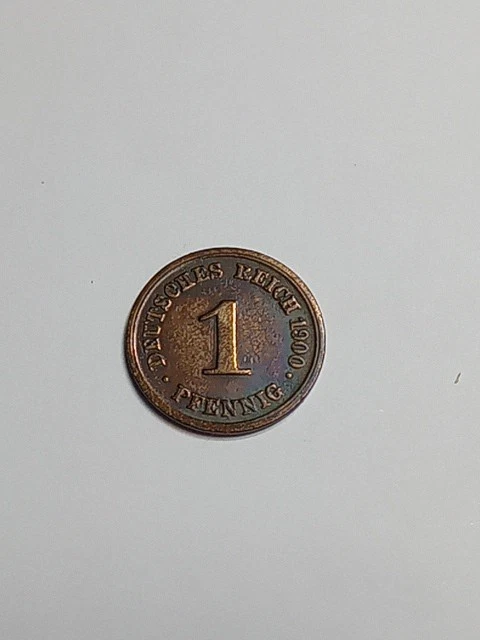 DEUTSCHES REICH 1900
1
PFENNIG